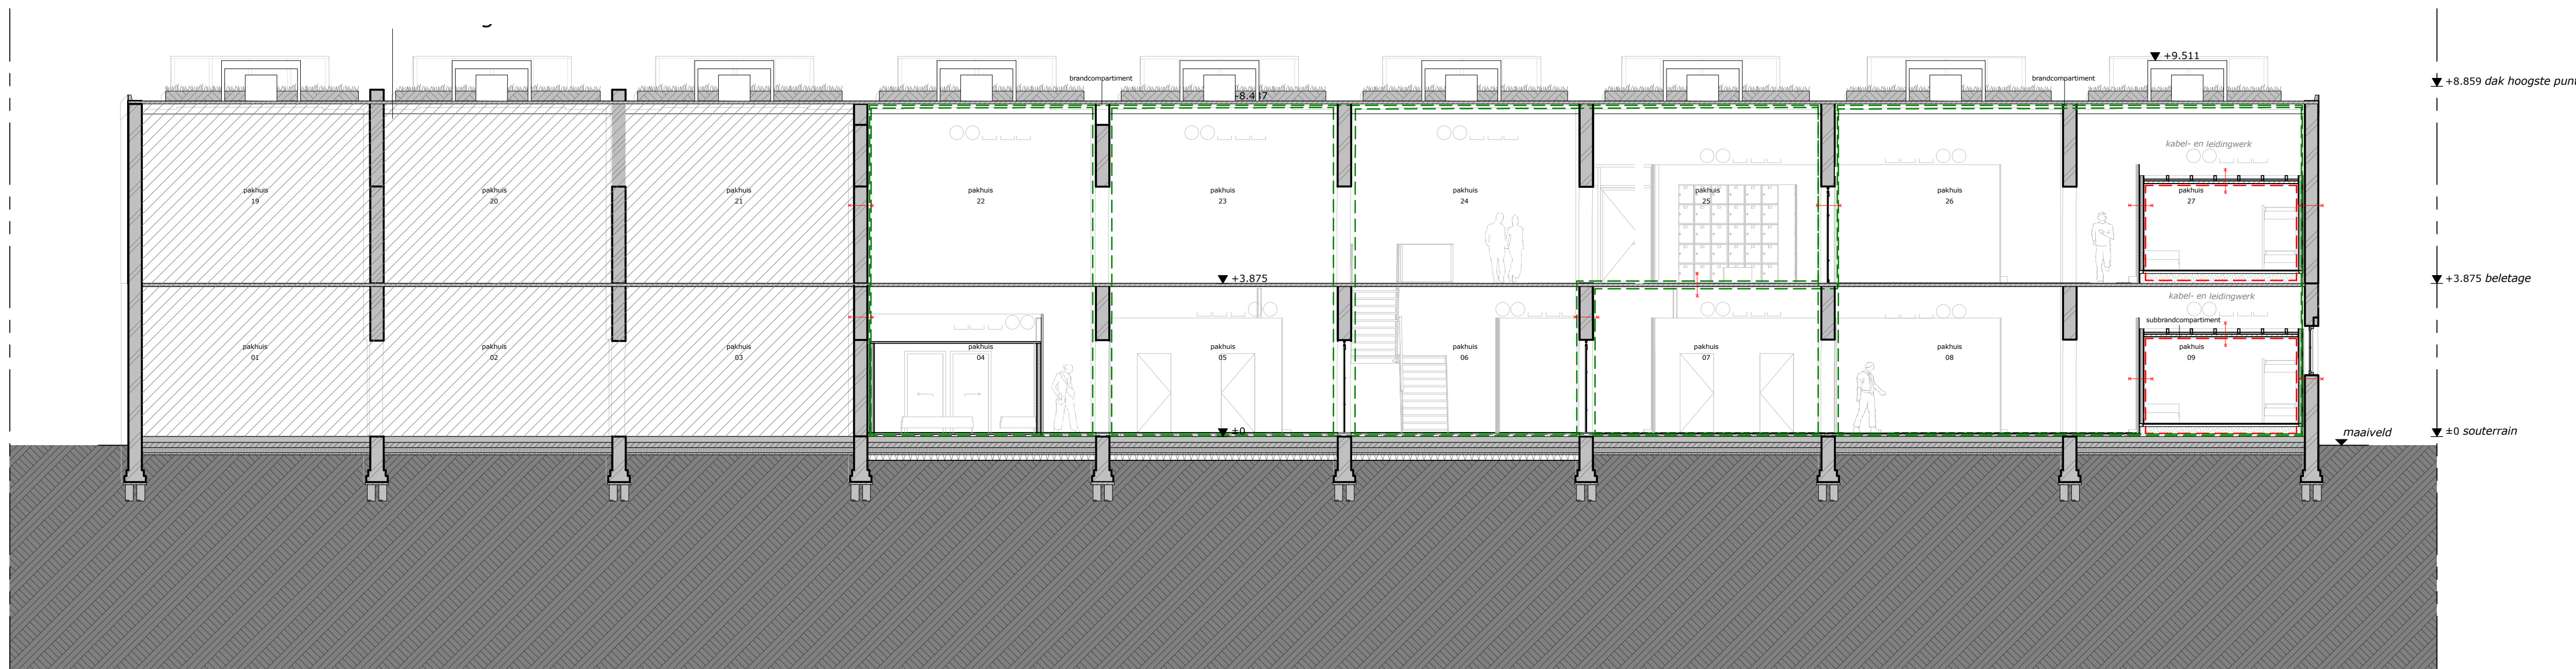 +9.511
brandcompartiment
brandcompartiment
+8.859 dak hoogste punt
kabel- en leidingwerk
pakhuis
19
pakhuis
20
pakhuis
21
pakhuis
22
pakhuis
23
pakhuis
24
pakhuis
25
pakhuis
26
pakhuis
27
+3.875
+3.875 beletage
kabel- en leidingwerk
subbrandcompartiment
pakhuis
01
pakhuis
02
pakhuis
03
pakhuis
04
pakhuis
05
pakhuis
06
pakhuis
07
pakhuis
08
pakhuis
09
±0
maaiveld
±0 souterrain